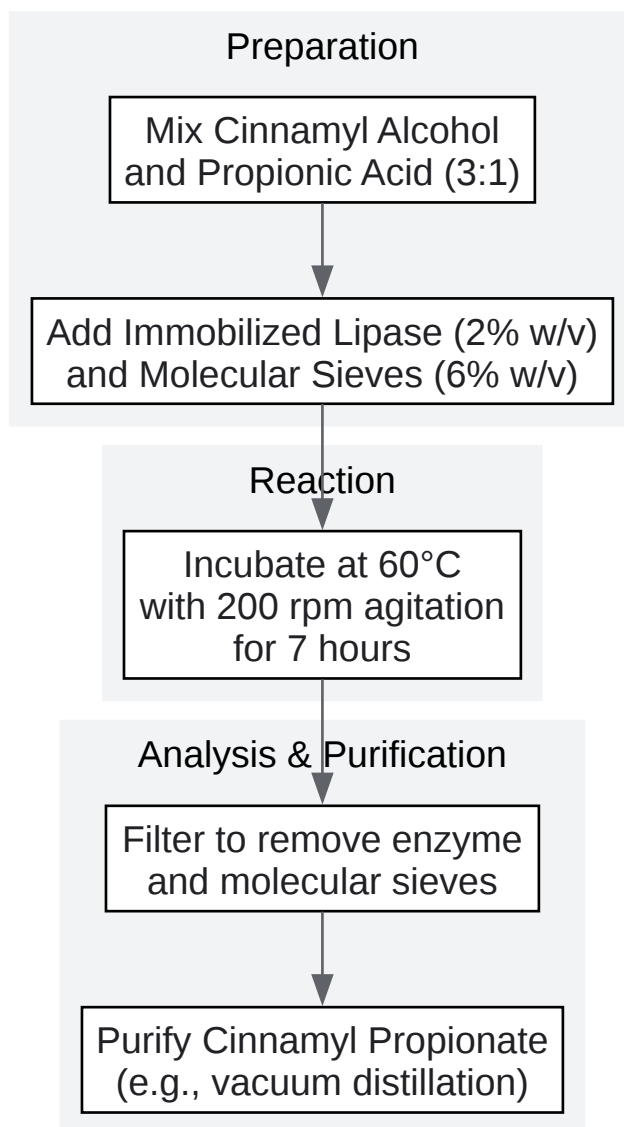 Preparation
Mix Cinnamyl Alcohol
and Propionic Acid (3:1)
Add Immobilized Lipase (2% w/v)
and Molecular Sieves (6% w/v)
Reaction
Incubate at 60°C
with 200 rpm agitation
for 7 hours
Analysis & Purification
Filter to remove enzyme
and molecular sieves
Purify Cinnamyl Propionate
(e.g., vacuum distillation)